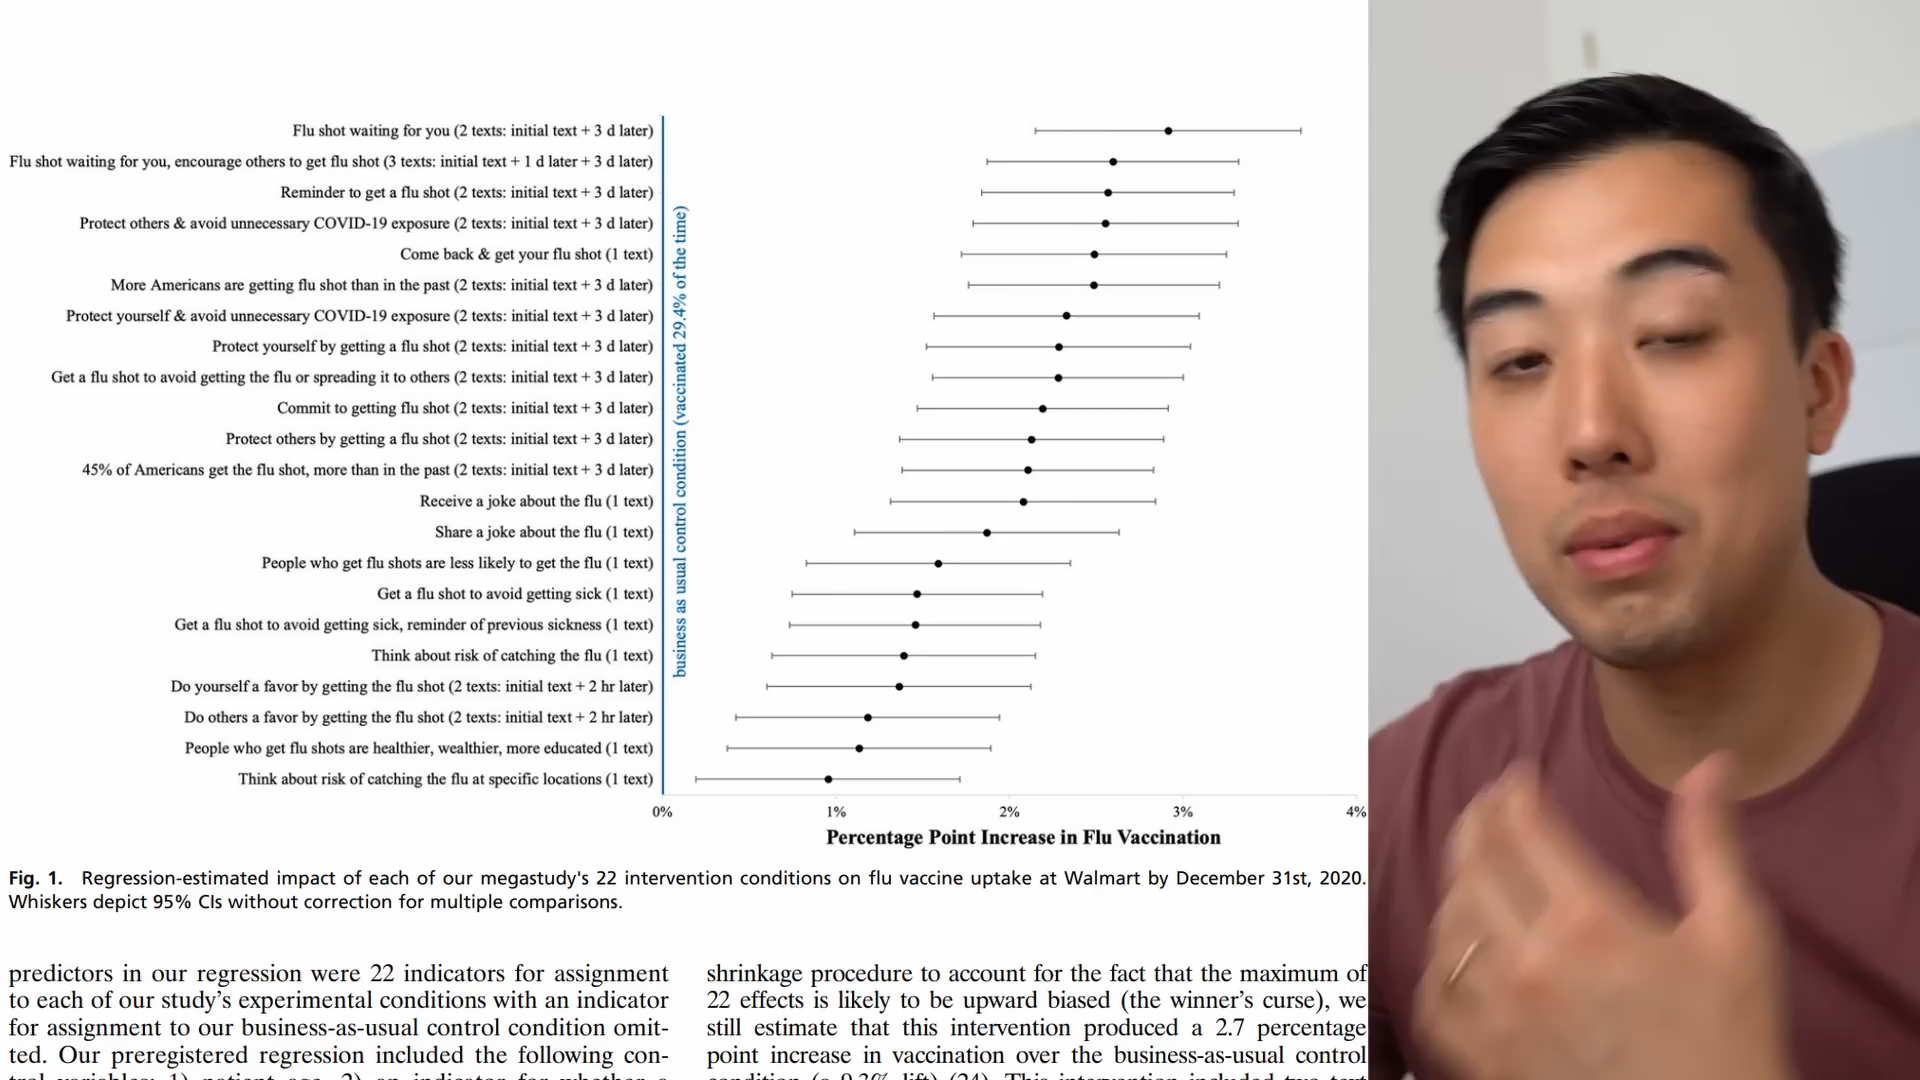 Flu shot waiting for you (2 texts: initial text + 3 d later)
Flu shot waiting for you, encourage others to get flu shot (3 texts: initial text + 1 d later + 3 d later)
Reminder to get a flu shot (2 texts: initial text + 3 d later)
Protect others & avoid unnecessary COVID-19 exposure (2 texts: initial text + 3 d later)
Come back & get your flu shot (1 text)
More Americans are getting flu shot than in the past (2 texts: initial text + 3 d later)
Protect yourself & avoid unnecessary COVID-19 exposure (2 texts: initial text + 3 d later)
Protect yourself by getting a flu shot (2 texts: initial text + 3 d later)
Get a flu shot to avoid getting the flu or spreading it to others (2 texts: initial text + 3 d later)
Commit to getting flu shot (2 texts: initial text + 3 d later)
Protect others by getting a flu shot (2 texts: initial text + 3 d later)
45% of Americans get the flu shot, more than in the past (2 texts: initial text + 3 d later)
Receive a joke about the flu (1 text)
Share a joke about the flu (1 text)
People who get flu shots are less likely to get the flu (1 text)
Get a flu shot to avoid getting sick (1 text)
Get a flu shot to avoid getting sick, reminder of previous sickness (1 text)
Think about risk of catching the flu (1 text)
Do yourself a favor by getting the flu shot (2 texts: initial text + 2 hr later)
Do others a favor by getting the flu shot (2 texts: initial text + 2 hr later)
People who get flu shots are healthier, wealthier, more educated (1 text)
Think about risk of catching the flu at specific locations (1 text)
business as usual control condition (vaccinated 29.4% of the time)
0% 1% 2% 3% 4%
Percentage Point Increase in Flu Vaccination
Fig. 1. Regression-estimated impact of each of our megastudy's 22 intervention conditions on flu vaccine uptake at Walmart by December 31st, 2020.
Whiskers depict 95% CIs without correction for multiple comparisons.
predictors in our regression were 22 indicators for assignment
to each of our study's experimental conditions with an indicator
for assignment to our business-as-usual control condition omit-
ted. Our preregistered regression included the following con-
shrinkage procedure to account for the fact that the maximum of
22 effects is likely to be upward biased (the winner's curse), we
still estimate that this intervention produced a 2.7 percentage
point increase in vaccination over the business-as-usual control